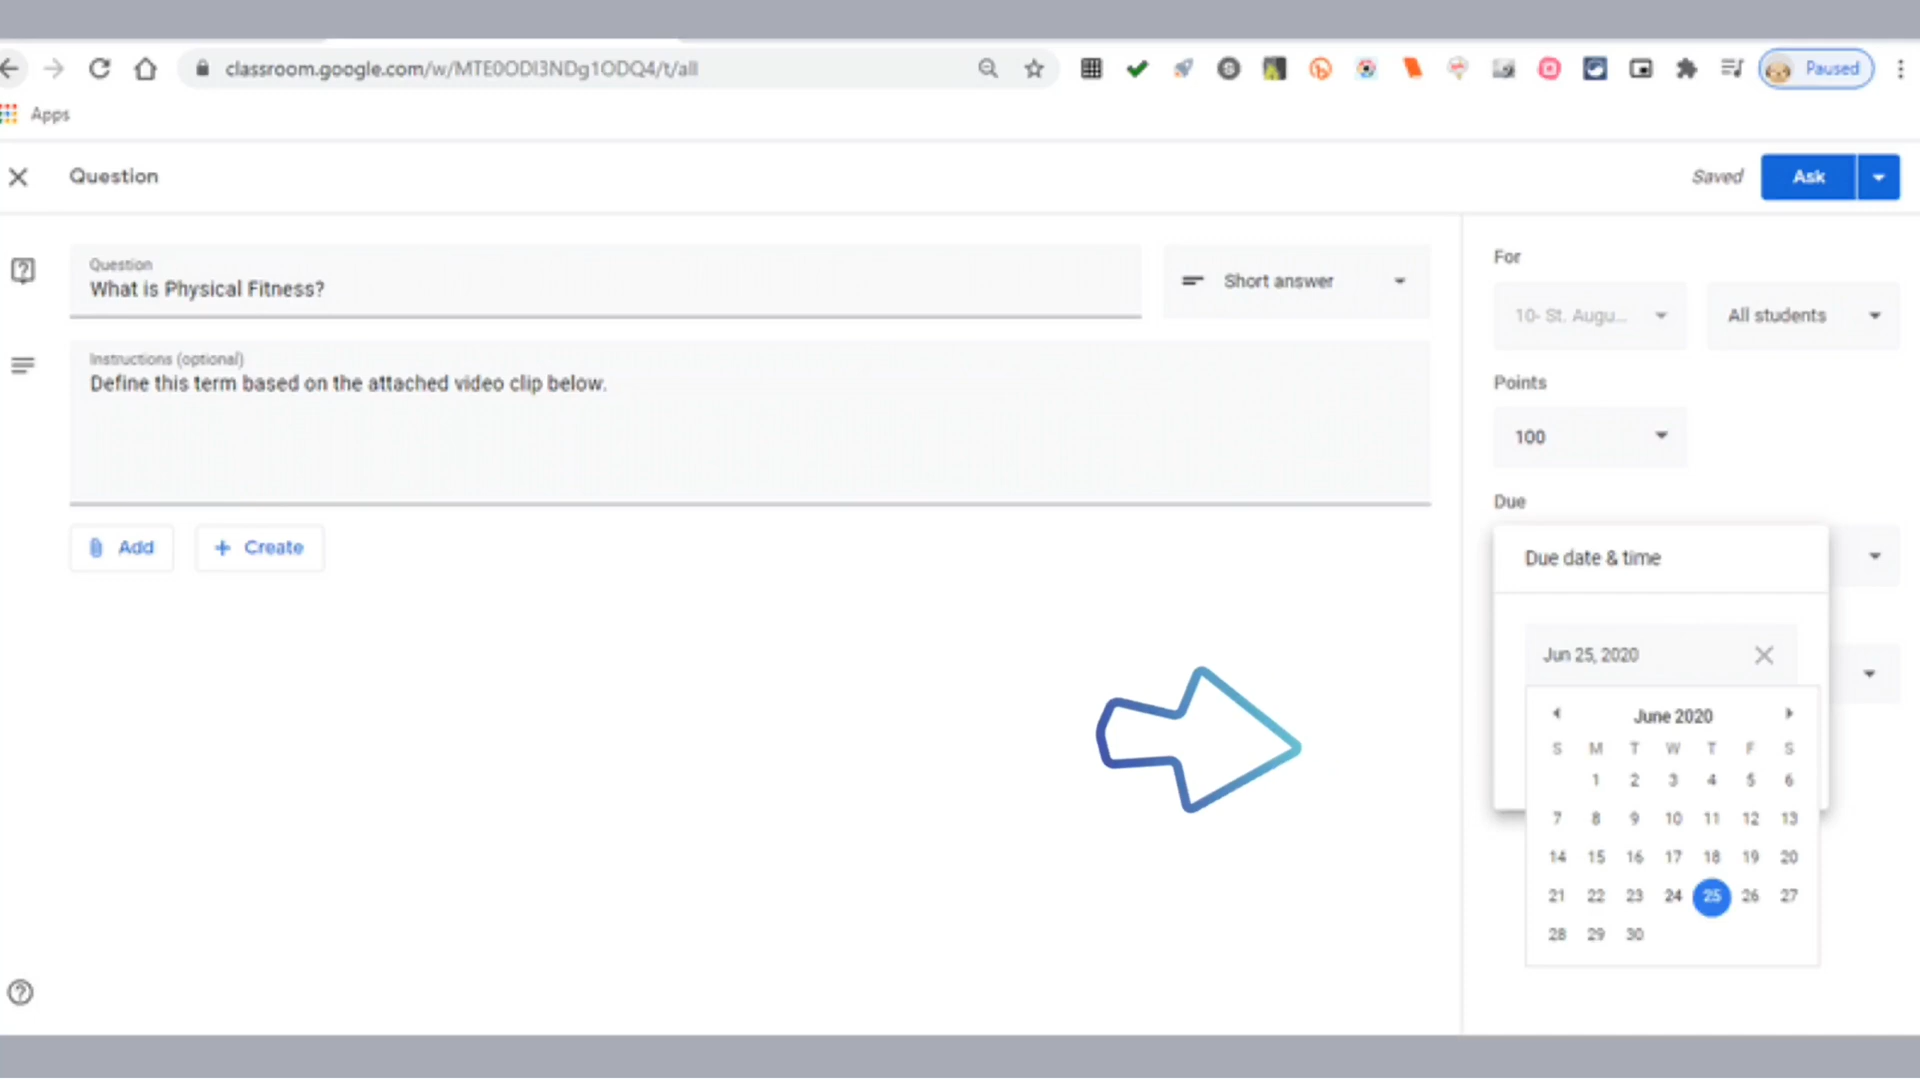 classroom.google.com/w/MTE0ODI3NDg1ODQ4/t/all
Paused
Apps
Question
Saved
Ask
Question
What is Physical Fitness?
Short answer
Instructions (optional)
Define this term based on the attached video clip below.
Add
Create
For
10- St. Augu...
All students
Points
100
Due
Due date & time
Jun 25, 2020
June 2020
S M T W T F S
1 2 3 4 5 6
7 8 9 10 11 12 13
14 15 16 17 18 19 20
21 22 23 24 25 26 27
28 29 30